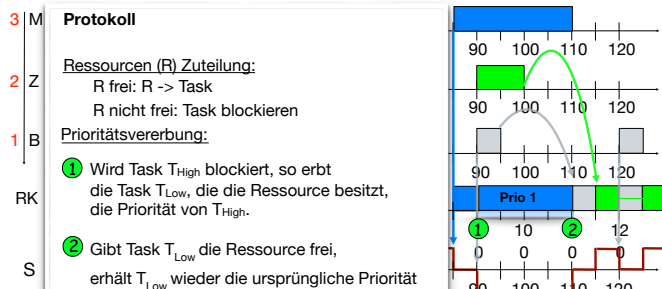 3 M
Protokoll
90 100 110 120
Ressourcen (R) Zuteilung:
2 Z
R frei: R -> Task
R nicht frei: Task blockieren
90 100 110 120
Prioritätsvererbung:
1 B
1 Wird Task THigh blockiert, so erbt
die Task TLow, die die Ressource besitzt,
die Priorität von THigh.
90 100 110 120
RK
Prio 1
1 10 2 12
2 Gibt Task TLow die Ressource frei,
0 0 0 0
erhält TLow wieder die ursprüngliche Priorität
S
90 100 110 120